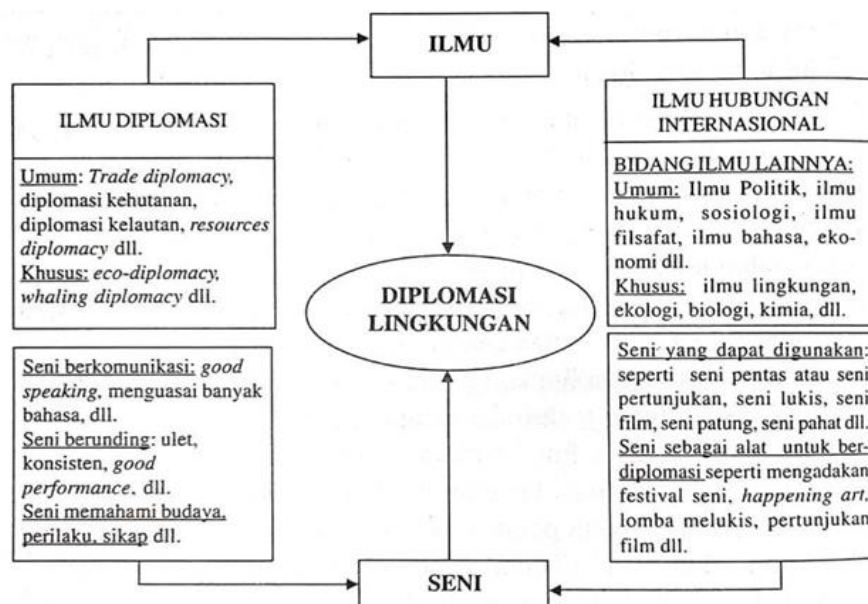 ILMU
ILMU DIPLOMASI
Umum: Trade diplomacy,
diplomasi kehutanan,
diplomasi kelautan, resources
diplomacy dll.
Khusus: eco-diplomacy,
whaling diplomacy dll.
ILMU HUBUNGAN
INTERNASIONAL
BIDANG ILMU LAINNYA:
Umum: Ilmu Politik, ilmu
hukum, sosiologi, ilmu
filsafat, ilmu bahasa, eko-
nomi dll.
Khusus: ilmu lingkungan,
ekologi, biologi, kimia, dll.
DIPLOMASI
LINGKUNGAN
Seni berkomunikasi: good
speaking, menguasai banyak
bahasa, dll.
Seni berunding: ulet,
konsisten, good
performance, dll.
Seni memahami budaya,
perilaku, sikap dll.
Seni yang dapat digunakan:
seperti seni pentas atau seni
pertunjukan, seni lukis, seni
film, seni patung, seni pahat dll.
Seni sebagai alat untuk ber-
diplomasi seperti mengadakan
festival seni, happening art,
lomba melukis, pertunjukan
film dll.
SENI